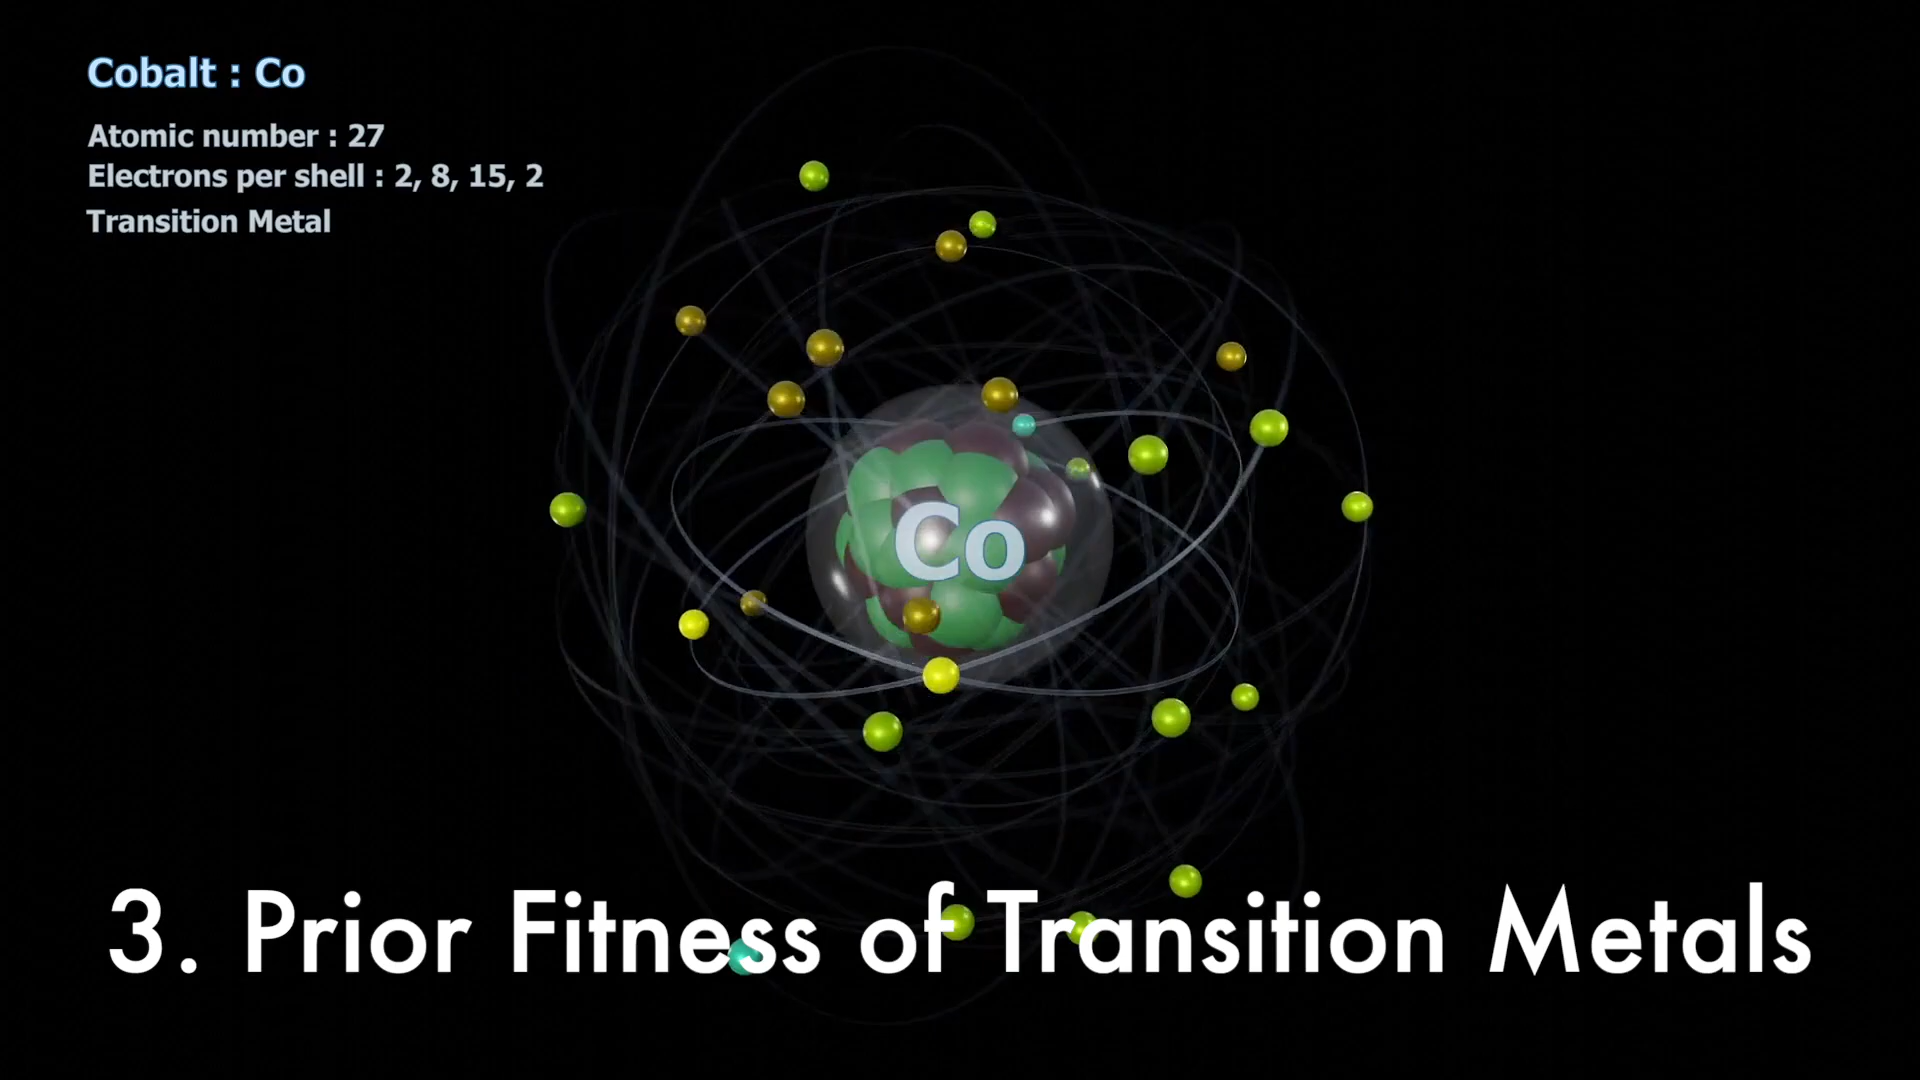 Cobalt : Co
Atomic number : 27
Electrons per shell : 2, 8, 15, 2
Transition Metal
Co
3. Prior Fitness of Transition Metals